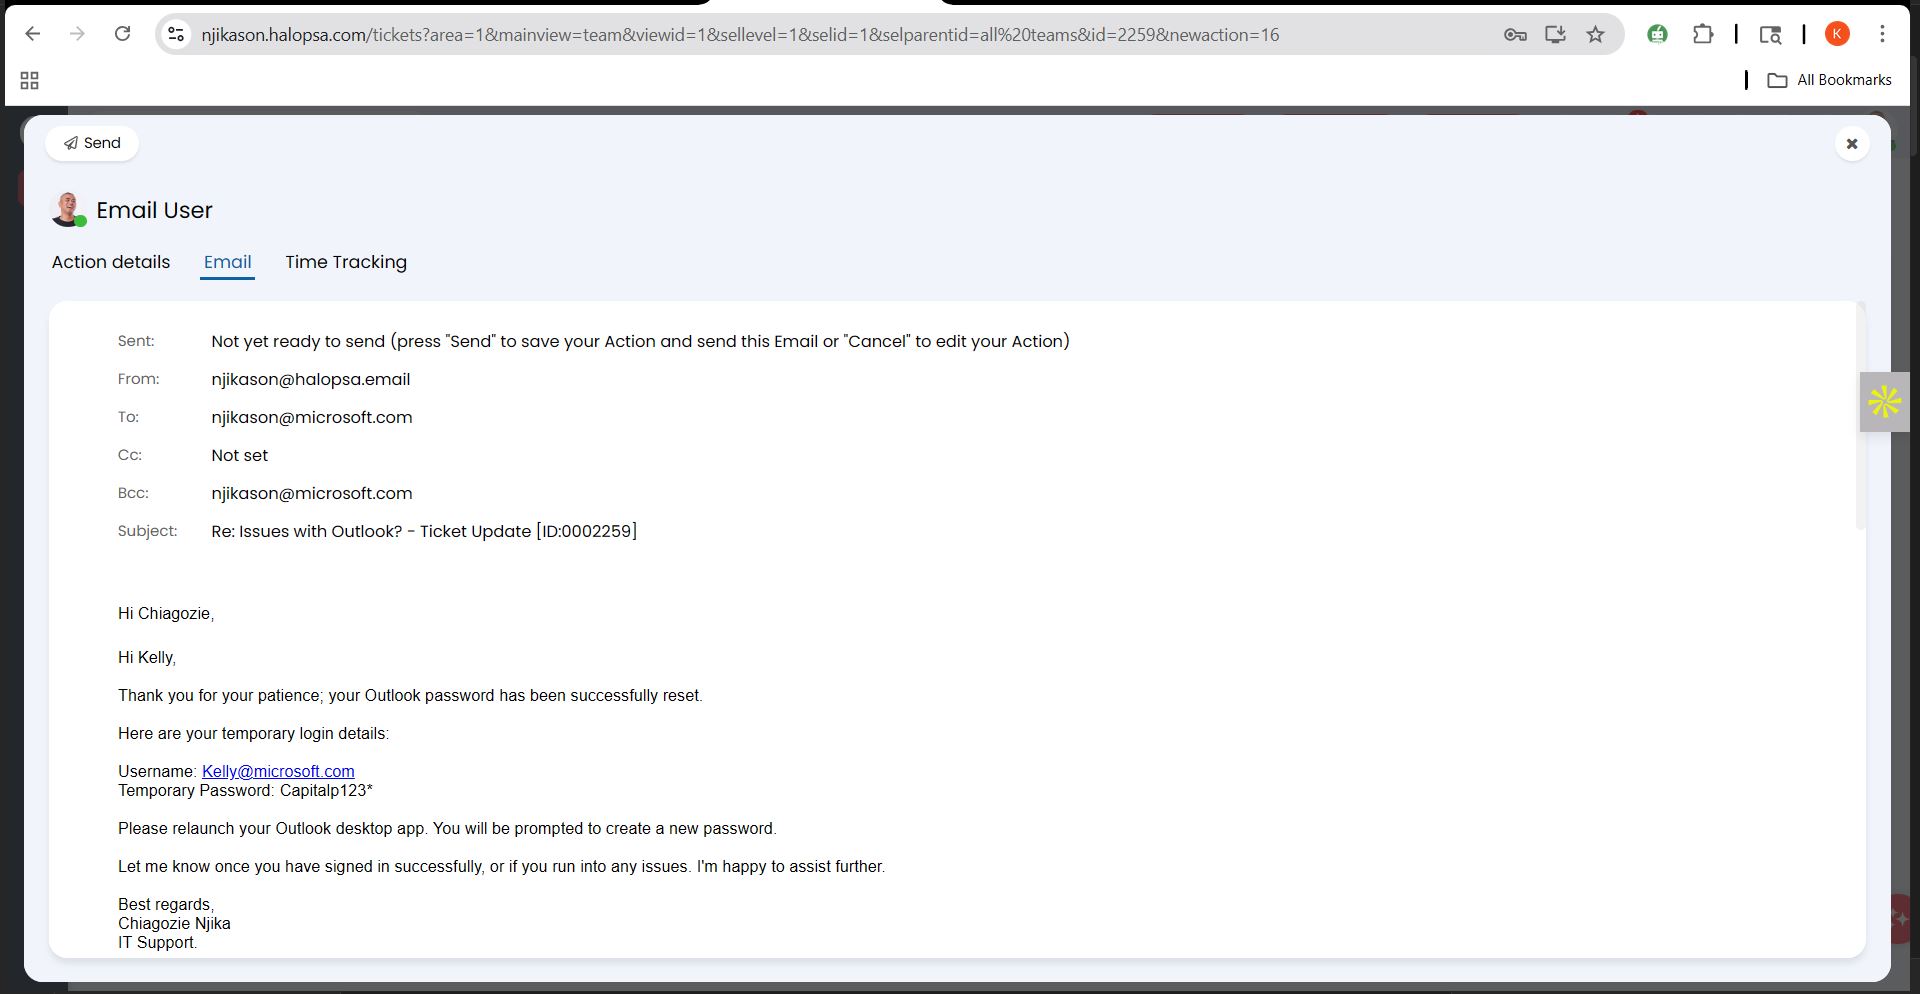 njikason.halopsa.com/tickets?area=1&mainview=team&viewid=1&sellevel=1&selid=1&selparentid=all%20teams&id=2259&newaction=16
K
All Bookmarks
Send
Email User
Action details Email Time Tracking
Sent: Not yet ready to send (press "Send" to save your Action and send this Email or "Cancel" to edit your Action)
From: njikason@halopsa.email
To: njikason@microsoft.com
Cc: Not set
Bcc: njikason@microsoft.com
Subject: Re: Issues with Outlook? - Ticket Update [ID:0002259]
Hi Chiagozie,
Hi Kelly,
Thank you for your patience; your Outlook password has been successfully reset.
Here are your temporary login details:
Username: Kelly@microsoft.com
Temporary Password: Capitalp123*
Please relaunch your Outlook desktop app. You will be prompted to create a new password.
Let me know once you have signed in successfully, or if you run into any issues. I'm happy to assist further.
Best regards,
Chiagozie Njika
IT Support.